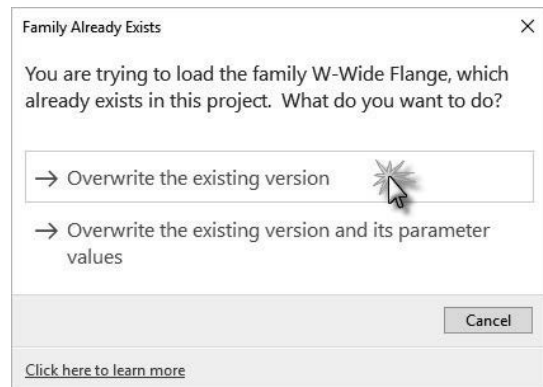 Family Already Exists
You are trying to load the family W-Wide Flange, which
already exists in this project. What do you want to do?
→ Overwrite the existing version
→ Overwrite the existing version and its parameter
values
Cancel
Click here to learn more